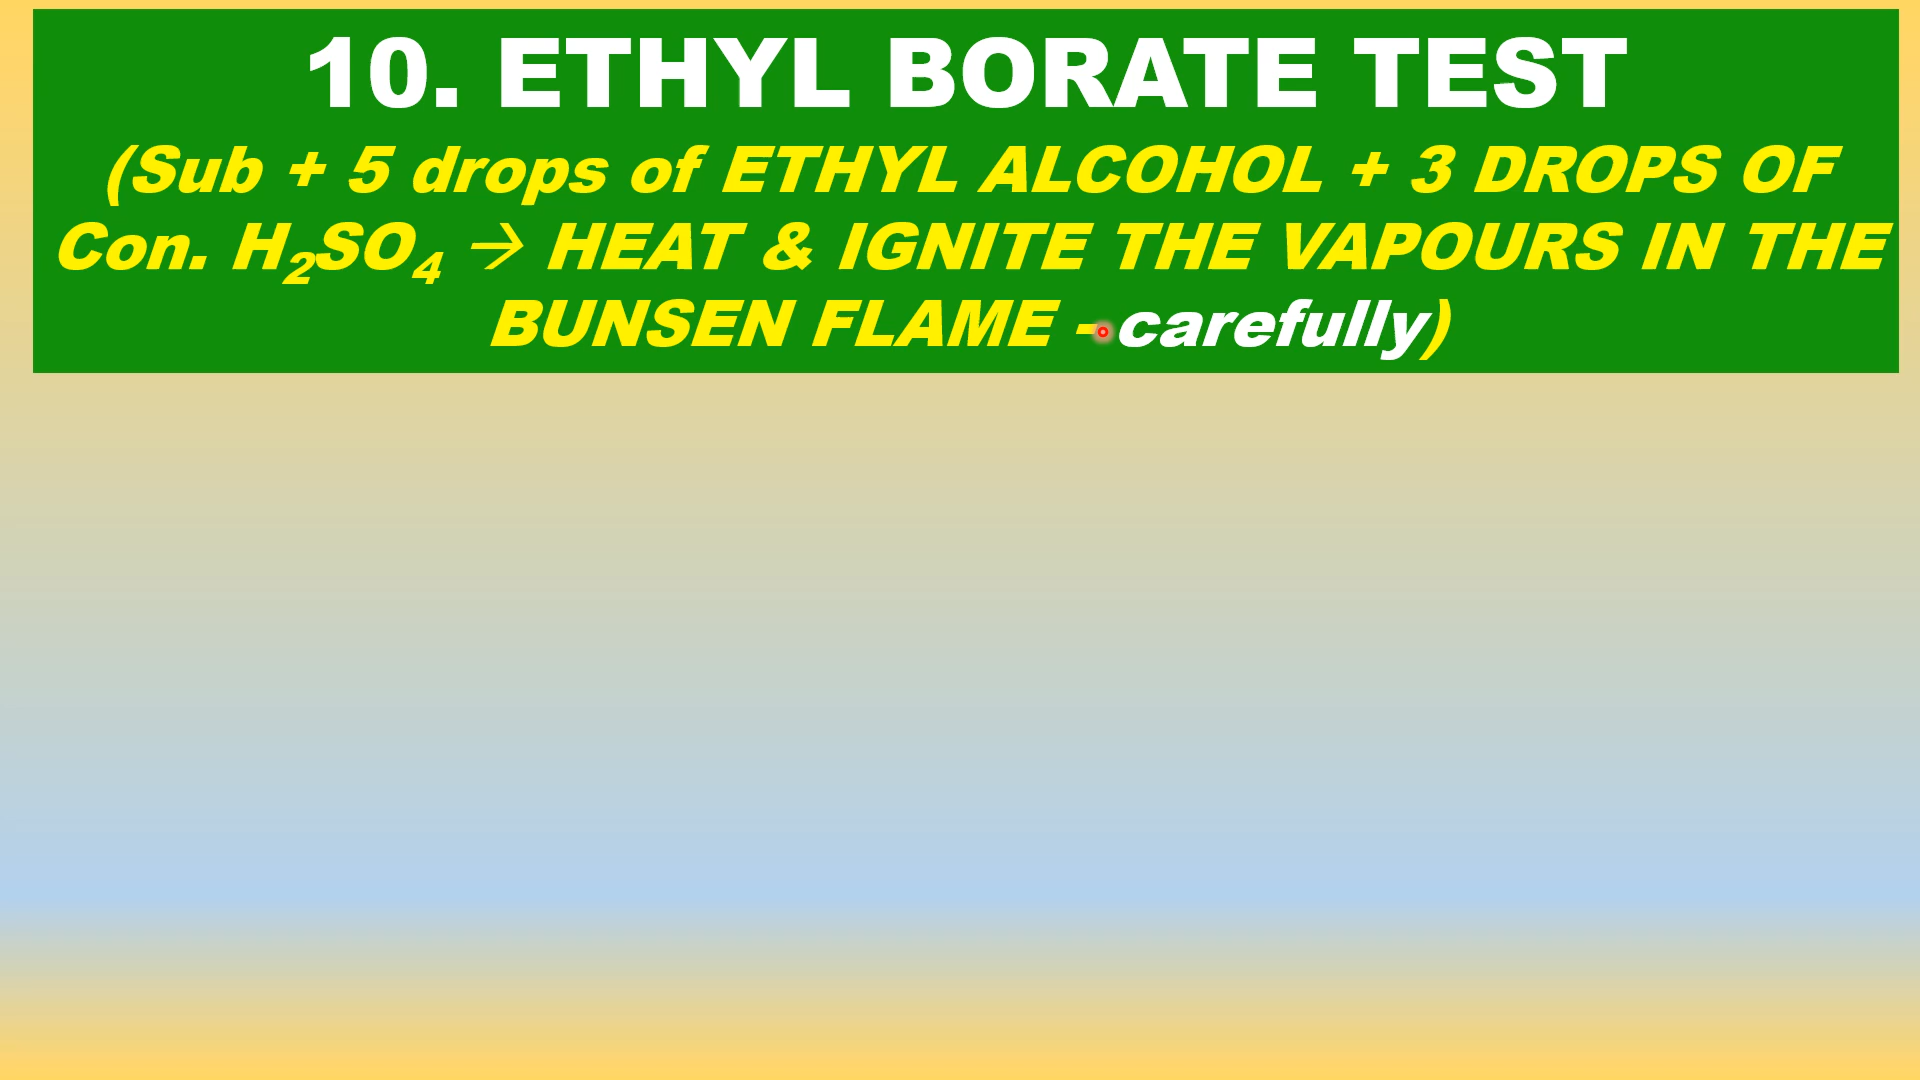 10. ETHYL BORATE TEST
(Sub + 5 drops of ETHYL ALCOHOL + 3 DROPS OF
Con. H₂SO₄ → HEAT & IGNITE THE VAPOURS IN THE
BUNSEN FLAME - carefully)